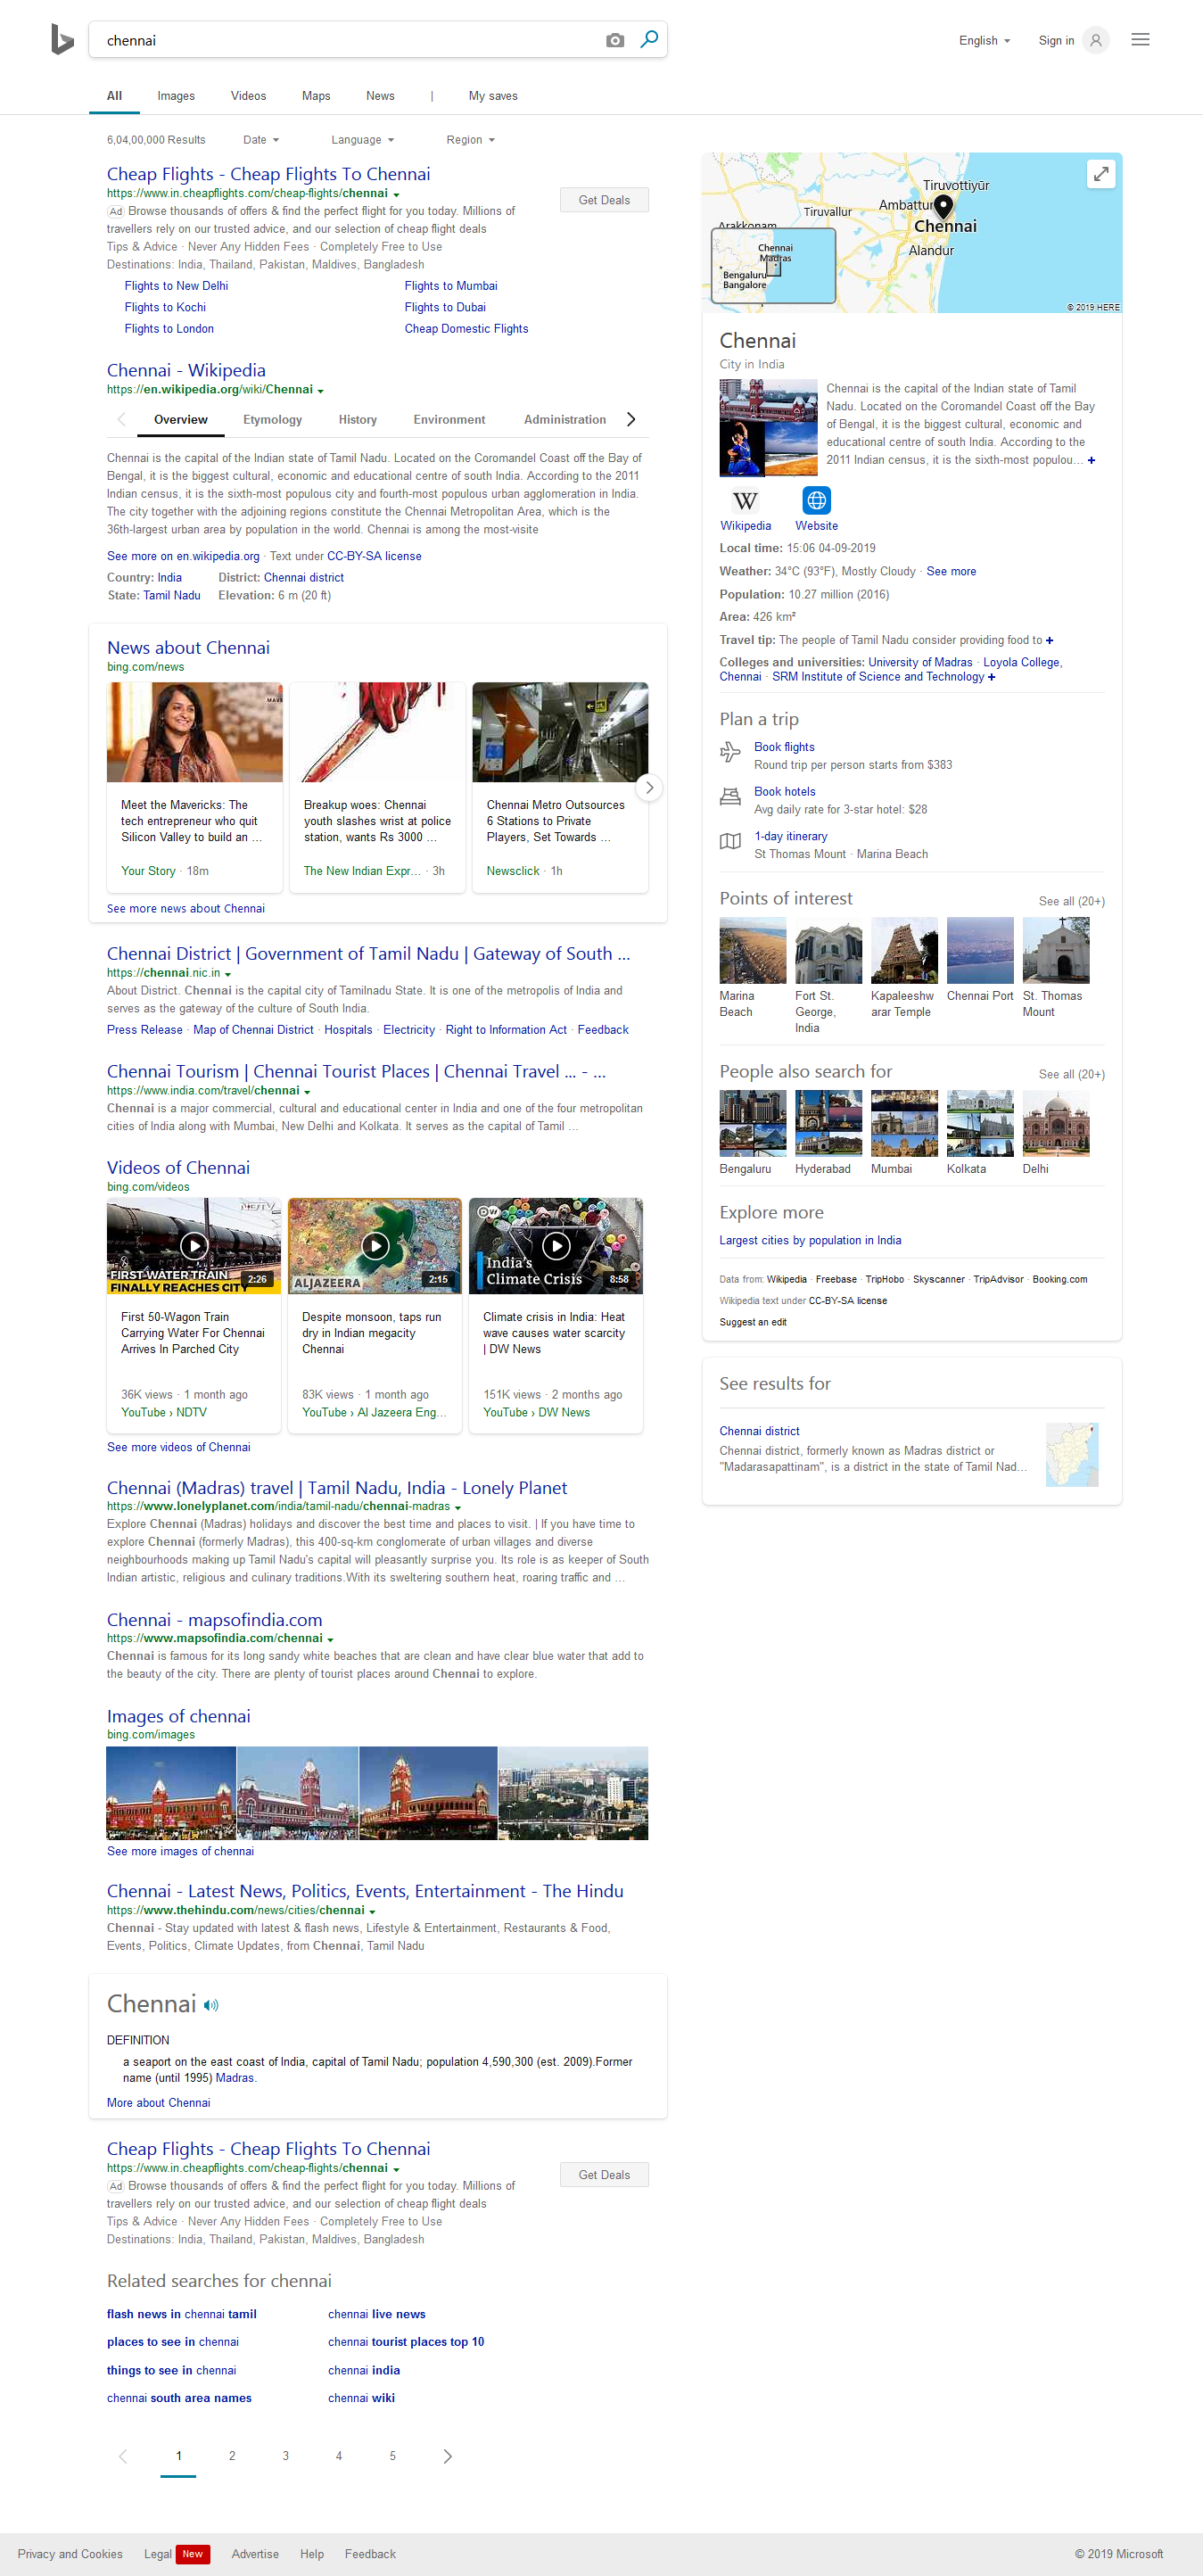 chennai
English
Sign in
All
Images
Videos
Maps
News
|
My saves
6,04,00,000 Results
Date
Language
Region
Cheap Flights - Cheap Flights To Chennai
https://www.in.cheapflights.com/cheap-flights/chennai
Get Deals
Ad Browse thousands of offers & find the perfect flight for you today. Millions of
travellers rely on our trusted advice, and our selection of cheap flight deals
Tips & Advice · Never Any Hidden Fees · Completely Free to Use
Destinations: India, Thailand, Pakistan, Maldives, Bangladesh
Flights to New Delhi
Flights to Mumbai
Flights to Kochi
Flights to Dubai
Flights to London
Cheap Domestic Flights
Chennai - Wikipedia
https://en.wikipedia.org/wiki/Chennai
Overview
Etymology
History
Environment
Administration
Chennai is the capital of the Indian state of Tamil Nadu. Located on the Coromandel Coast off the Bay of
Bengal, it is the biggest cultural, economic and educational centre of south India. According to the 2011
Indian census, it is the sixth-most populous city and fourth-most populous urban agglomeration in India.
The city together with the adjoining regions constitute the Chennai Metropolitan Area, which is the
36th-largest urban area by population in the world. Chennai is among the most-visite
See more on en.wikipedia.org · Text under CC-BY-SA license
Country: India
District: Chennai district
State: Tamil Nadu
Elevation: 6 m (20 ft)
News about Chennai
bing.com/news
MAVE
Meet the Mavericks: The
tech entrepreneur who quit
Silicon Valley to build an ...
Your Story · 18m
Breakup woes: Chennai
youth slashes wrist at police
station, wants Rs 3000 ...
The New Indian Expr... · 3h
Chennai Metro Outsources
6 Stations to Private
Players, Set Towards ...
Newsclick · 1h
See more news about Chennai
Chennai District | Government of Tamil Nadu | Gateway of South ...
https://chennai.nic.in
About District. Chennai is the capital city of Tamilnadu State. It is one of the metropolis of India and
serves as the gateway of the culture of South India.
Press Release · Map of Chennai District · Hospitals · Electricity · Right to Information Act · Feedback
Chennai Tourism | Chennai Tourist Places | Chennai Travel ... - ...
https://www.india.com/travel/chennai
Chennai is a major commercial, cultural and educational center in India and one of the four metropolitan
cities of India along with Mumbai, New Delhi and Kolkata. It serves as the capital of Tamil ...
Videos of Chennai
bing.com/videos
NDTV
FIRST-WATER TRAIN
FINALLY REACHES CITY
2:26
First 50-Wagon Train
Carrying Water For Chennai
Arrives In Parched City
36K views · 1 month ago
YouTube › NDTV
ALJAZEERA
2:15
Despite monsoon, taps run
dry in Indian megacity
Chennai
83K views · 1 month ago
YouTube › Al Jazeera Eng...
DW
India's
Climate Crisis
8:58
Climate crisis in India: Heat
wave causes water scarcity
| DW News
151K views · 2 months ago
YouTube › DW News
See more videos of Chennai
Chennai (Madras) travel | Tamil Nadu, India - Lonely Planet
https://www.lonelyplanet.com/india/tamil-nadu/chennai-madras
Explore Chennai (Madras) holidays and discover the best time and places to visit. | If you have time to
explore Chennai (formerly Madras), this 400-sq-km conglomerate of urban villages and diverse
neighbourhoods making up Tamil Nadu's capital will pleasantly surprise you. Its role is as keeper of South
Indian artistic, religious and culinary traditions.With its sweltering southern heat, roaring traffic and ...
Chennai - mapsofindia.com
https://www.mapsofindia.com/chennai
Chennai is famous for its long sandy white beaches that are clean and have clear blue water that add to
the beauty of the city. There are plenty of tourist places around Chennai to explore.
Images of chennai
bing.com/images
See more images of chennai
Chennai - Latest News, Politics, Events, Entertainment - The Hindu
https://www.thehindu.com/news/cities/chennai
Chennai - Stay updated with latest & flash news, Lifestyle & Entertainment, Restaurants & Food,
Events, Politics, Climate Updates, from Chennai, Tamil Nadu
Chennai
DEFINITION
a seaport on the east coast of India, capital of Tamil Nadu; population 4,590,300 (est. 2009).Former
name (until 1995) Madras.
More about Chennai
Cheap Flights - Cheap Flights To Chennai
https://www.in.cheapflights.com/cheap-flights/chennai
Get Deals
Ad Browse thousands of offers & find the perfect flight for you today. Millions of
travellers rely on our trusted advice, and our selection of cheap flight deals
Tips & Advice · Never Any Hidden Fees · Completely Free to Use
Destinations: India, Thailand, Pakistan, Maldives, Bangladesh
Related searches for chennai
flash news in chennai tamil
places to see in chennai
things to see in chennai
chennai south area names
chennai live news
chennai tourist places top 10
chennai india
chennai wiki
1
2
3
4
5
Tiruvottiyūr
Ambattur
Tiruvallur
Arakkonam
Chennai
Alandur
Chennai
Madras
Bengaluru
Bangalore
© 2019 HERE
Chennai
City in India
Chennai is the capital of the Indian state of Tamil
Nadu. Located on the Coromandel Coast off the Bay
of Bengal, it is the biggest cultural, economic and
educational centre of south India. According to the
2011 Indian census, it is the sixth-most populou... +
W
Wikipedia
Website
Local time: 15:06 04-09-2019
Weather: 34°C (93°F), Mostly Cloudy · See more
Population: 10.27 million (2016)
Area: 426 km²
Travel tip: The people of Tamil Nadu consider providing food to +
Colleges and universities: University of Madras · Loyola College,
Chennai · SRM Institute of Science and Technology +
Plan a trip
Book flights
Round trip per person starts from $383
Book hotels
Avg daily rate for 3-star hotel: $28
1-day itinerary
St Thomas Mount · Marina Beach
Points of interest
See all (20+)
Marina
Beach
Fort St.
George,
India
Kapaleeshw
arar Temple
Chennai Port
St. Thomas
Mount
People also search for
See all (20+)
Bengaluru
Hyderabad
Mumbai
Kolkata
Delhi
Explore more
Largest cities by population in India
Data from: Wikipedia · Freebase · TripHobo · Skyscanner · TripAdvisor · Booking.com
Wikipedia text under CC-BY-SA license
Suggest an edit
See results for
Chennai district
Chennai district, formerly known as Madras district or
"Madarasapattinam", is a district in the state of Tamil Nad...
Privacy and Cookies
Legal
New
Advertise
Help
Feedback
© 2019 Microsoft